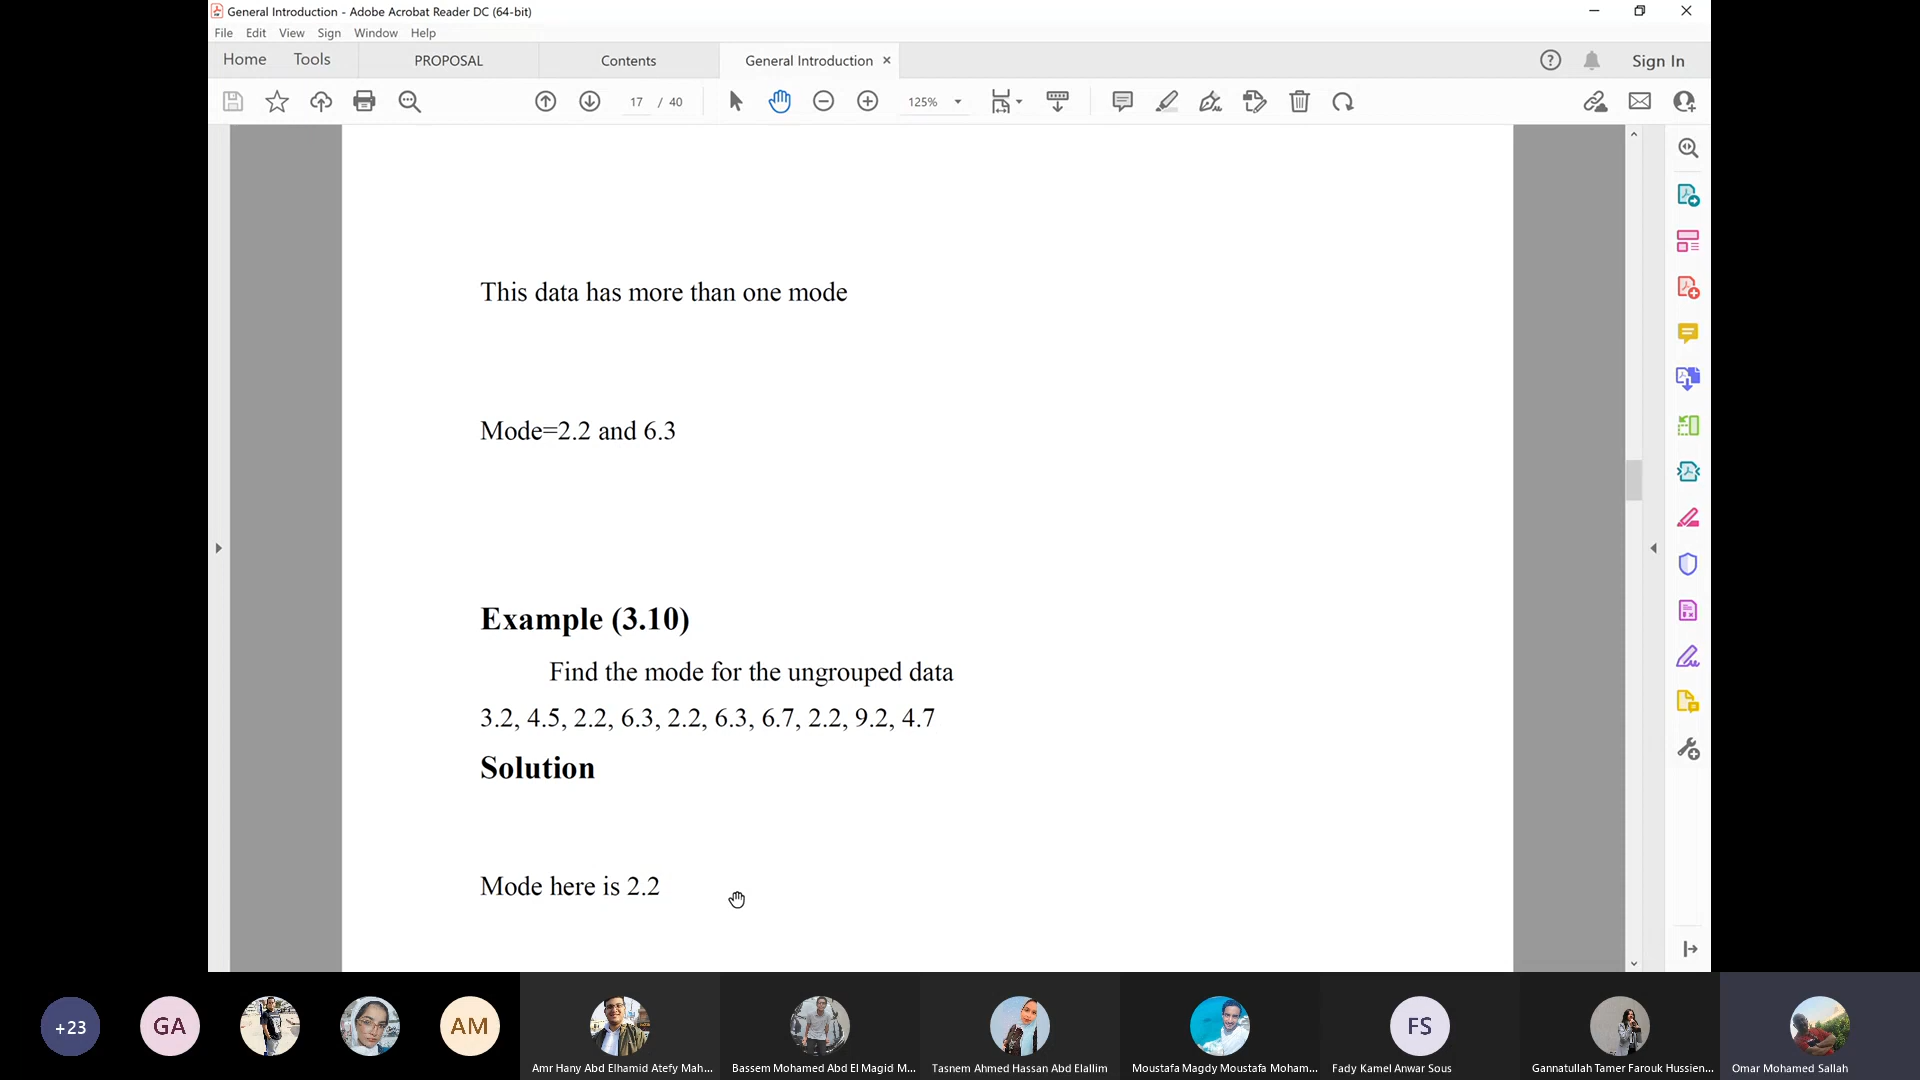 General Introduction - Adobe Acrobat Reader DC (64-bit)
File Edit View Sign Window Help
Home Tools PROPOSAL Contents General Introduction × Sign In
17 / 40 125%
This data has more than one mode
Mode=2.2 and 6.3
Example (3.10)
Find the mode for the ungrouped data
3.2, 4.5, 2.2, 6.3, 2.2, 6.3, 6.7, 2.2, 9.2, 4.7
Solution
Mode here is 2.2
+23 GA AM FS
Amr Hany Abd Elhamid Atefy Mah... Bassem Mohamed Abd El Magid M... Tasnem Ahmed Hassan Abd Elallim Moustafa Magdy Moustafa Moham... Fady Kamel Anwar Sous Gannatullah Tamer Farouk Hussien... Omar Mohamed Sallah